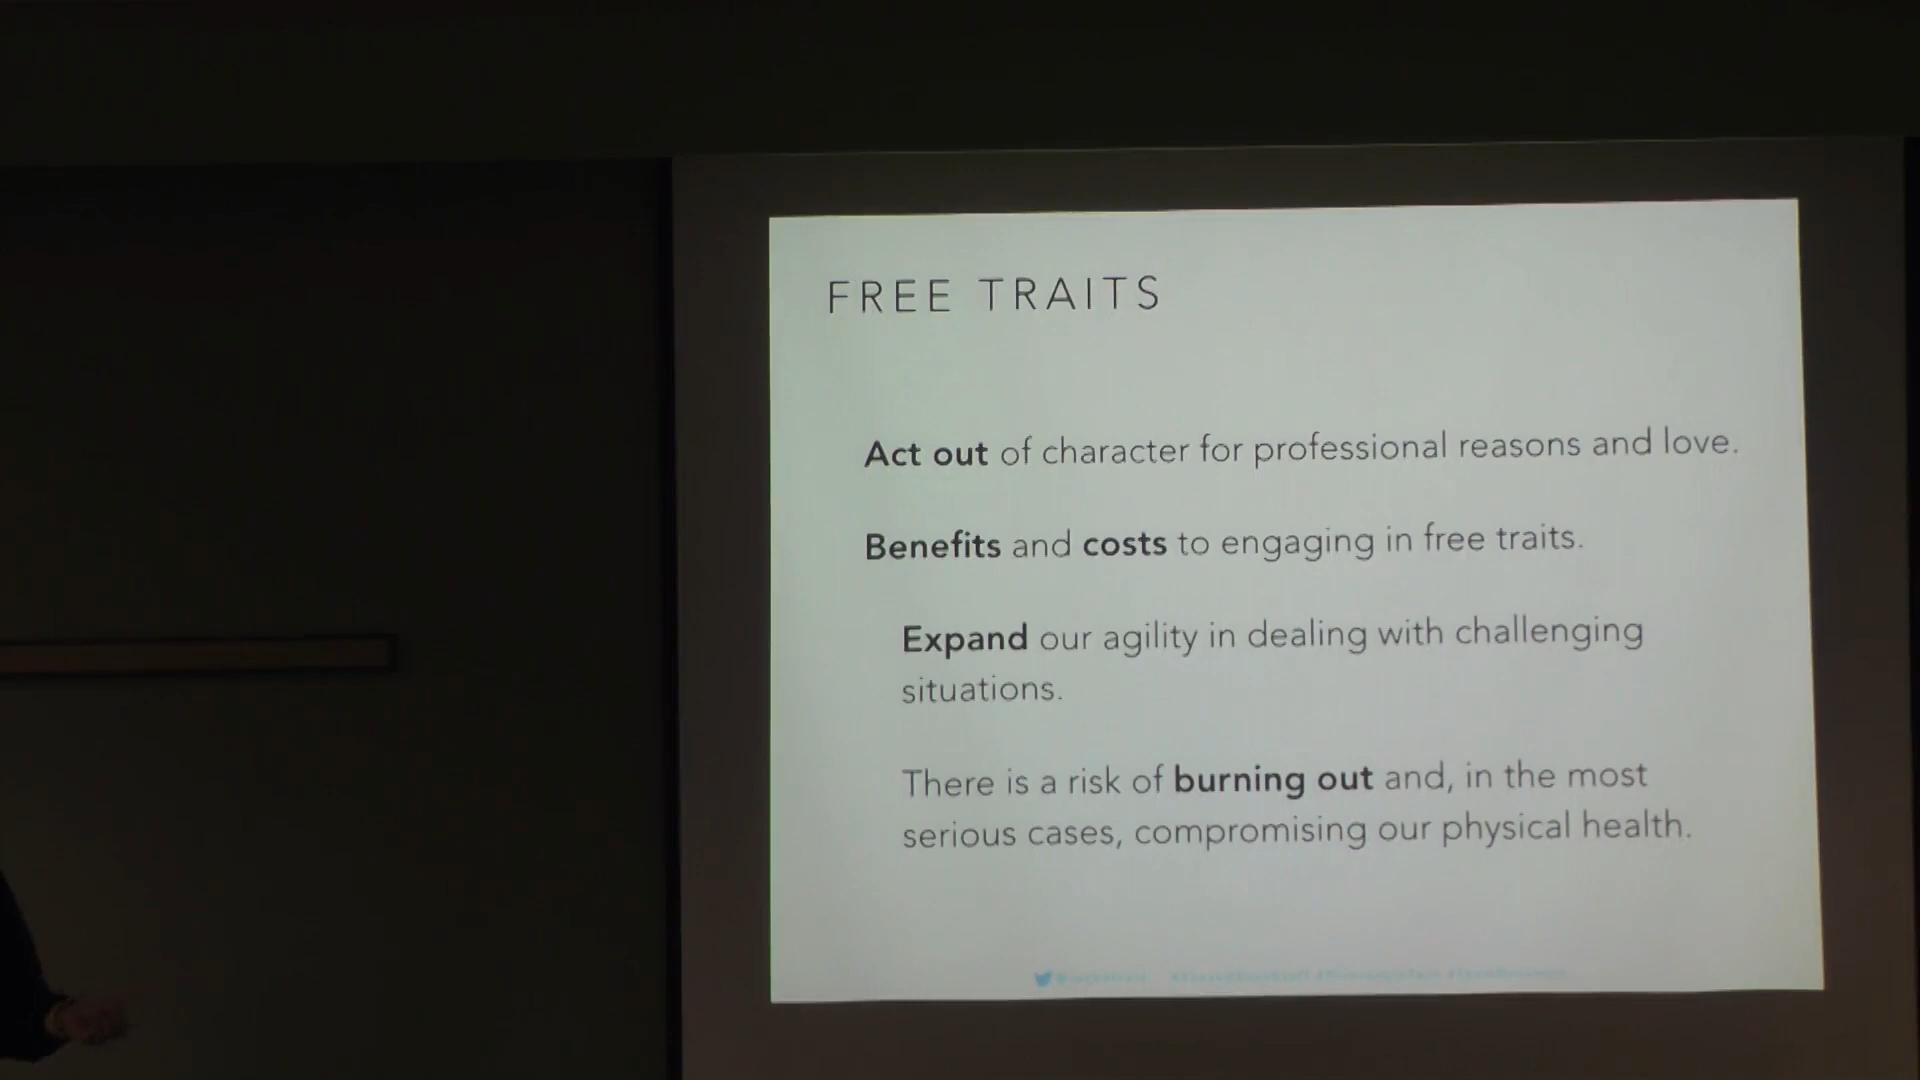 FREE TRAITS
Act out of character for professional reasons and love.
Benefits and costs to engaging in free traits.
Expand our agility in dealing with challenging
situations.
There is a risk of burning out and, in the most
serious cases, compromising our physical health.